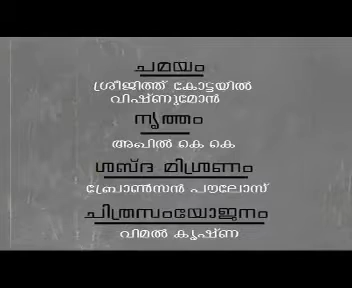 ചമയം
ശ്രീജിത്ത് കോട്ടയിൽ
വിഷ്ണുമോൻ
നൃത്തം
അഖിൽ കെ കെ
ശബ്ദ മിശ്രണം
ബ്രോൺസൻ പൗലോസ്
ചിത്രസംയോജനം
വിമൽ കൃഷ്ണ